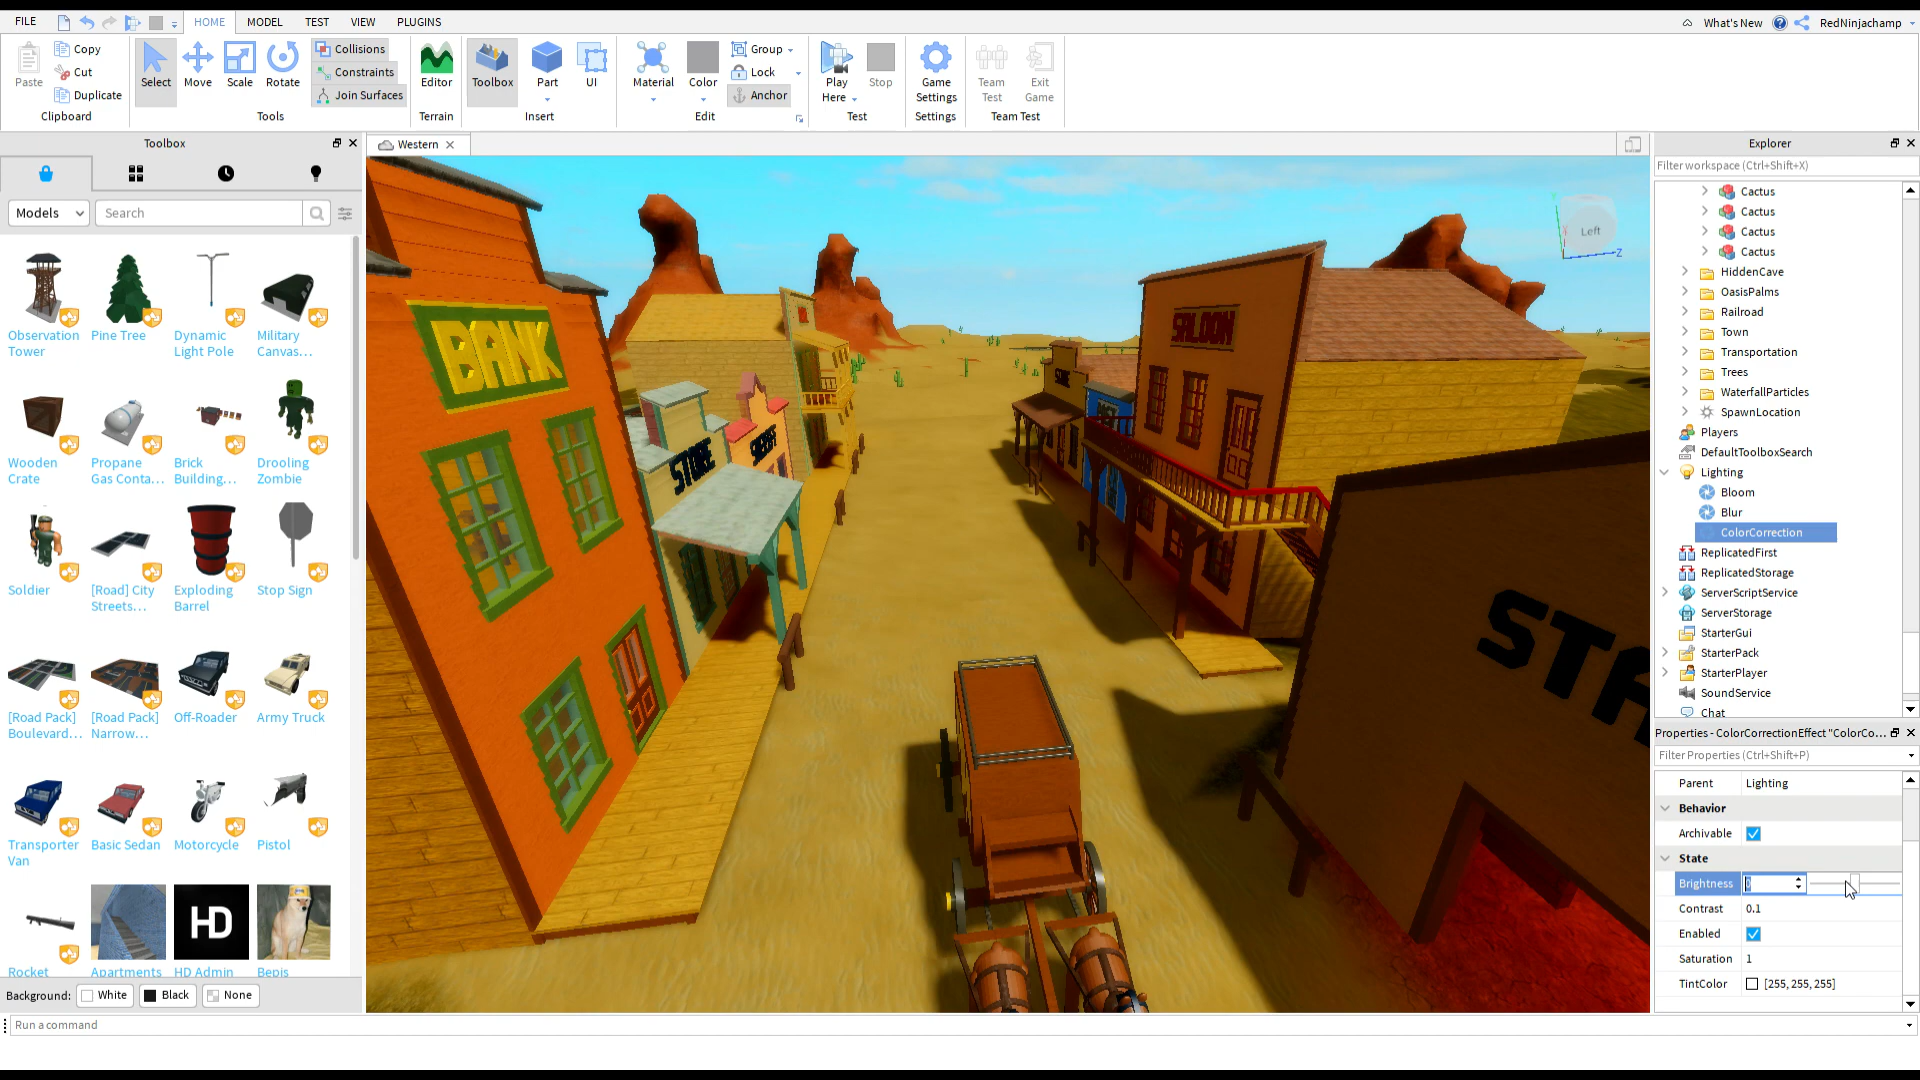 FILE HOME MODEL TEST VIEW PLUGINS What's New RedNinjachamp
Paste Copy Cut Duplicate
Clipboard
Select Move Scale Rotate Collisions Constraints Join Surfaces
Tools
Editor
Terrain
Toolbox Part UI
Insert
Material Color Group Lock Anchor
Edit
Play Here Stop
Test
Game Settings
Settings
Team Test Exit Game
Team Test
Toolbox
Models Search
Observation Tower
Pine Tree
Dynamic Light Pole
Military Canvas...
Wooden Crate
Propane Gas Conta...
Brick Building...
Drooling Zombie
Soldier
[Road] City Streets...
Exploding Barrel
Stop Sign
[Road Pack] Boulevard...
[Road Pack] Narrow...
Off-Roader
Army Truck
Transporter Van
Basic Sedan
Motorcycle
Pistol
HD
Rocket
Apartments
HD Admin
Bepis
Background: White Black None
Run a command
Western
Left
Z
BANK
STORE
SALOON
STA
Explorer
Filter workspace (Ctrl+Shift+X)
Cactus
Cactus
Cactus
Cactus
HiddenCave
OasisPalms
Railroad
Town
Transportation
Trees
WaterfallParticles
SpawnLocation
Players
DefaultToolboxSearch
Lighting
Bloom
Blur
ColorCorrection
ReplicatedFirst
ReplicatedStorage
ServerScriptService
ServerStorage
StarterGui
StarterPack
StarterPlayer
SoundService
Chat
Properties - ColorCorrectionEffect "ColorCo...
Filter Properties (Ctrl+Shift+P)
Parent Lighting
Behavior
Archivable
State
Brightness
Contrast 0.1
Enabled
Saturation 1
TintColor [255, 255, 255]